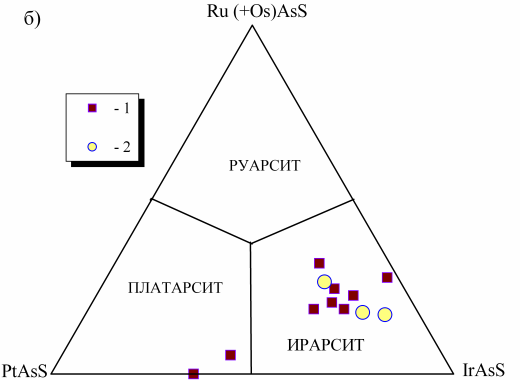 б)
Ru (+Os)AsS
- 1
- 2
РУАРСИТ
ПЛАТАРСИТ
ИРАРСИТ
PtAsS
IrAsS